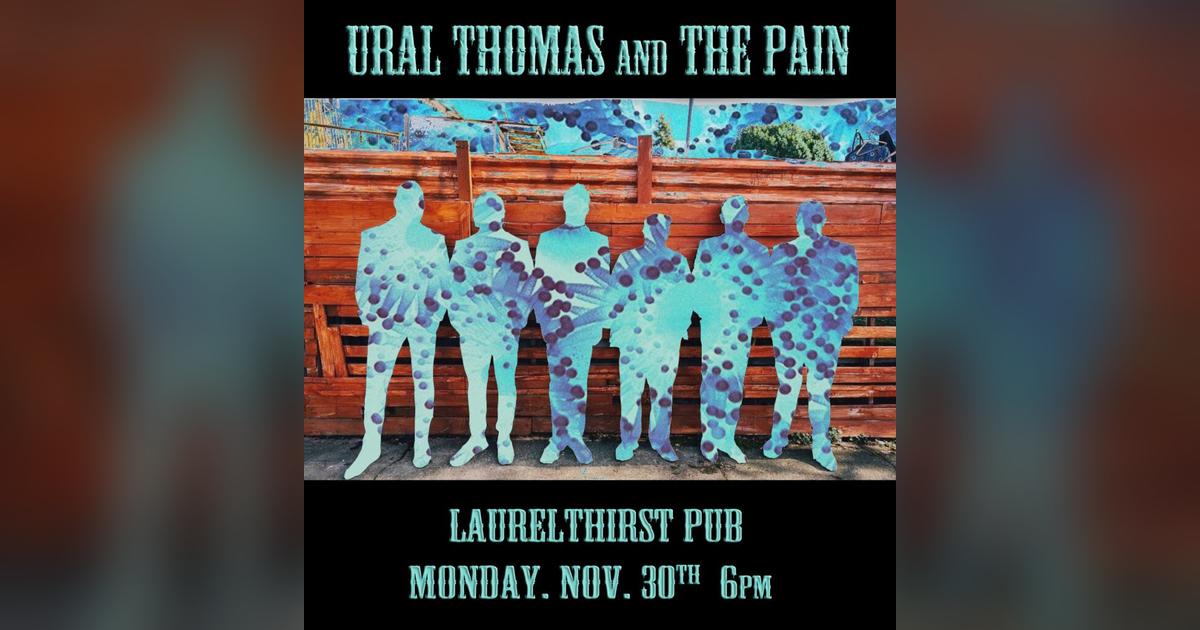 URAL THOMAS AND THE PAIN
LAURELTHIRST PUB
MONDAY. NOV. 30TH 6PM